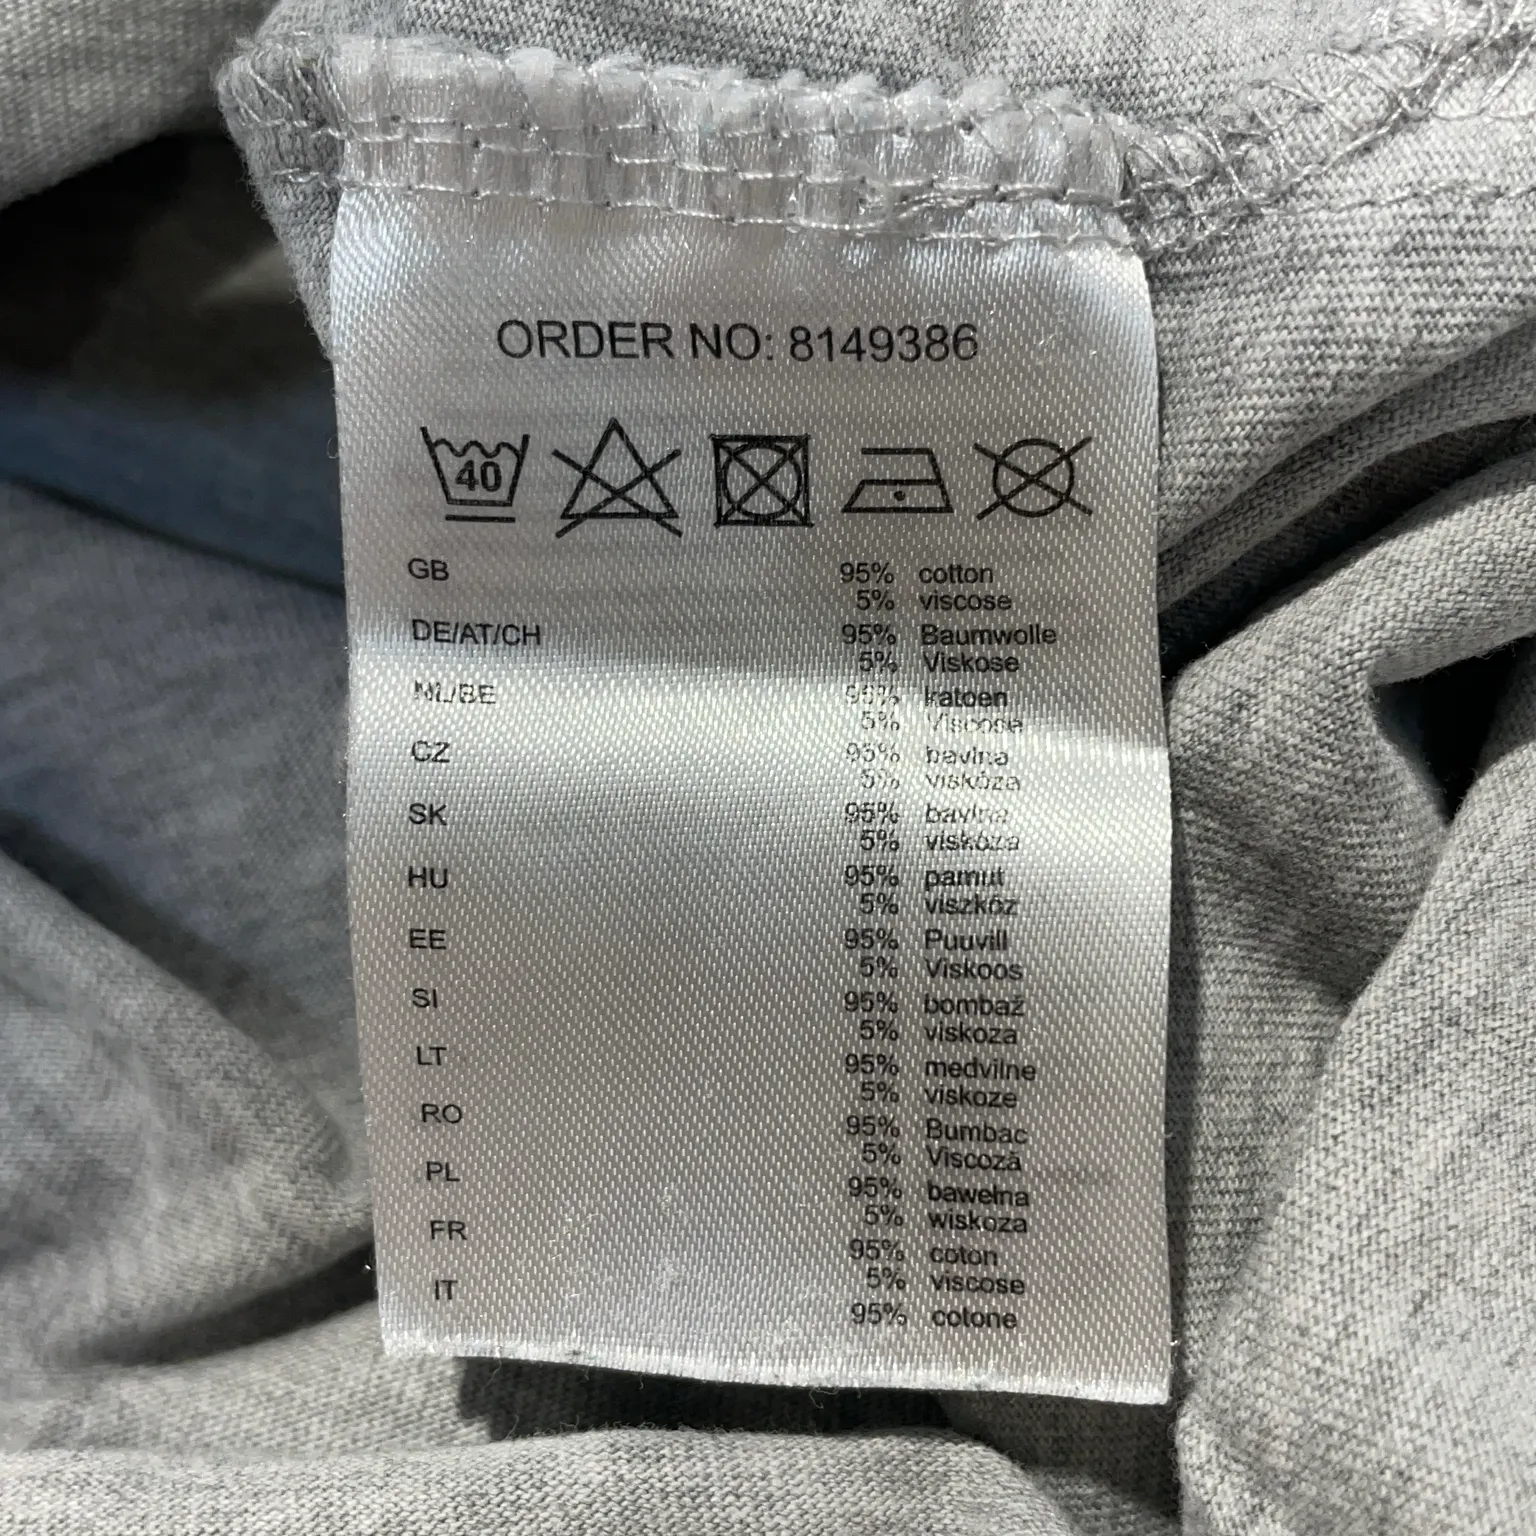 ORDER NO: 8149386
40
GB 95% cotton
5% viscose
DE/AT/CH 95% Baumwolle
5% Viskose
NL/BE 95% katoen
5% Viscose
CZ 95% bavlna
5% viskóza
SK 95% bavlna
5% viskóza
HU 95% pamut
5% viszkóz
EE 95% Puuvill
5% Viskoos
SI 95% bombaž
5% viskoza
LT 95% medvilne
5% viskoze
RO 95% Bumbac
5% Viscoză
PL 95% bawełna
5% wiskoza
FR 95% coton
5% viscose
IT 95% cotone